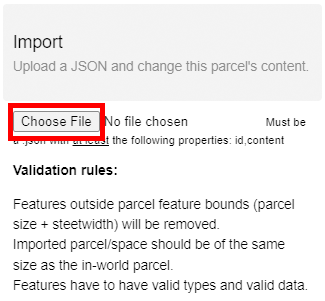 Import
Upload a JSON and change this parcel's content.
Choose File No file chosen Must be
a .json with at least the following properties: id,content
Validation rules:
Features outside parcel feature bounds (parcel
size + steetwidth) will be removed.
Imported parcel/space should be of the same
size as the in-world parcel.
Features have to have valid types and valid data.